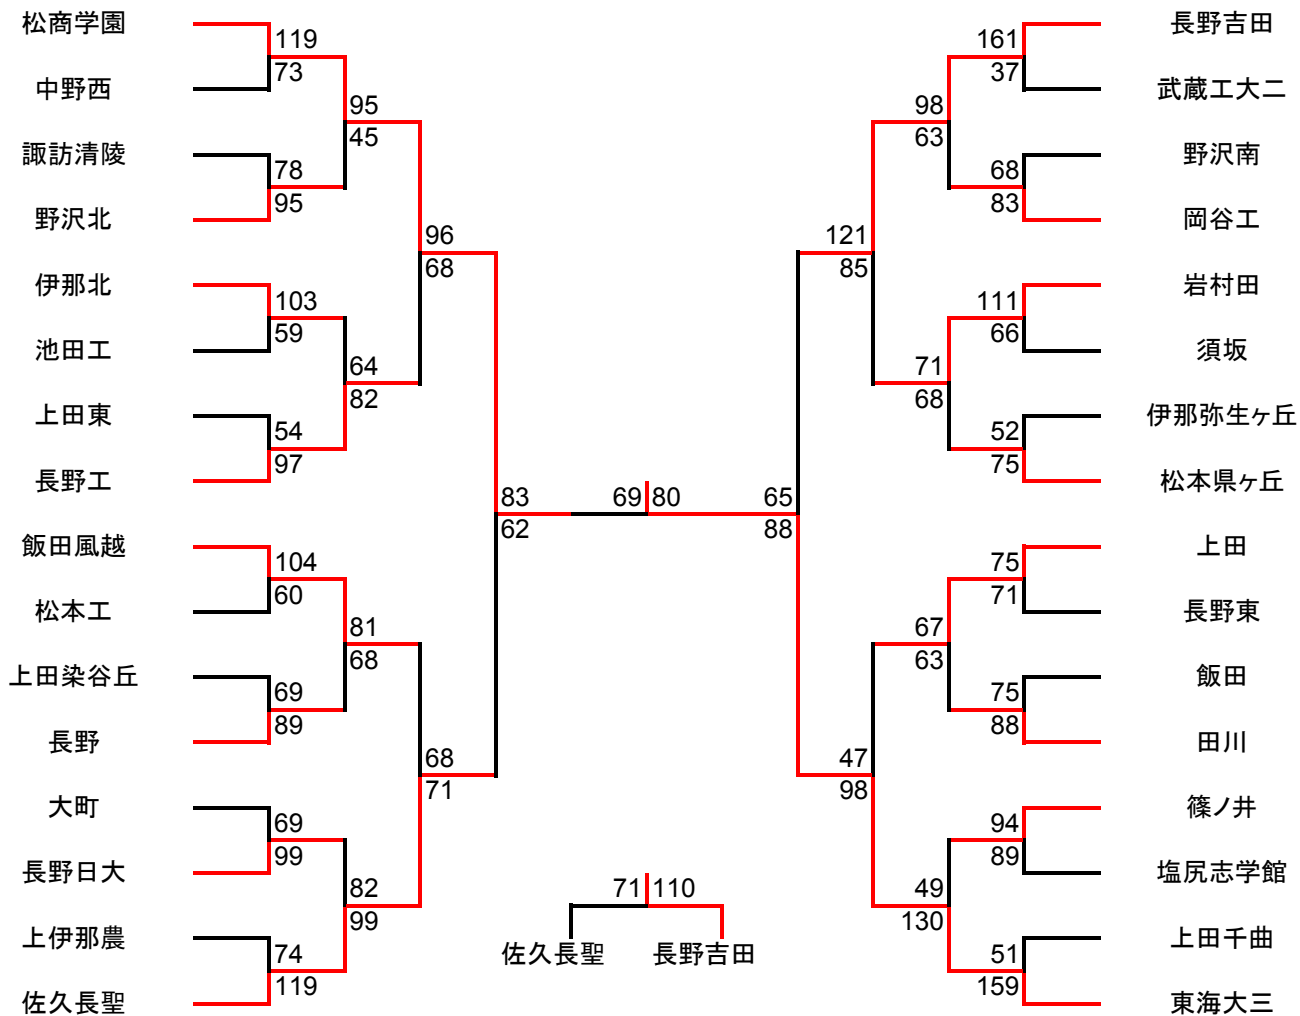 松商学園
119
73
中野西
95
45
諏訪清陵
78
95
野沢北
96
68
伊那北
103
59
池田工
64
82
上田東
54
97
長野工
83
62
飯田風越
104
60
松本工
81
68
上田染谷丘
69
89
長野
68
71
大町
69
99
長野日大
82
99
上伊那農
74
119
佐久長聖
69 80
71 110
佐久長聖 長野吉田
長野吉田
161
37
武蔵工大二
98
63
野沢南
68
83
岡谷工
121
85
岩村田
111
66
須坂
71
68
伊那弥生ヶ丘
52
75
松本県ヶ丘
65
88
上田
75
71
長野東
67
63
飯田
75
88
田川
47
98
篠ノ井
94
89
塩尻志学館
49
130
上田千曲
51
159
東海大三